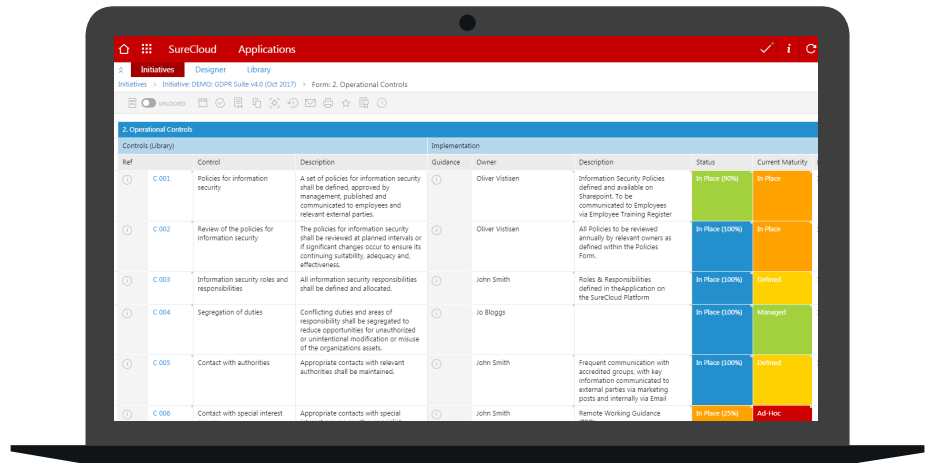 SureCloud Applications
Initiatives Designer Library
Initiatives > Initiative: DEMO: GDPR Suite v4.0 (Oct 2017) > Form: 2. Operational Controls
UNLOCKED
2. Operational Controls
Controls (Library) Implementation
Ref Control Description Guidance Owner Description Status Current Maturity
C 001 Policies for information A set of policies for information security Oliver Vistisen Information Security Policies In Place (90%) In Place
security shall be defined, approved by defined and available on
management, published and Sharepoint. To be
communicated to employees and communicated to Employees
relevant external parties. via Employee Training Register
C 002 Review of the policies for The policies for information security Oliver Vistisen All Policies to be reviewed In Place (100%) In Place
information security shall be reviewed at planned intervals or annually by relevant owners as
if significant changes occur to ensure its defined within the Policies
continuing suitability, adequacy and, Form.
effectiveness.
C 003 Information security roles and All information security responsibilities John Smith Roles & Responsibilities In Place (100%) Defined
responsibilities shall be defined and allocated. defined in theApplication on
the SureCloud Platform
C 004 Segregation of duties Conflicting duties and areas of Jo Bloggs In Place (100%) Managed
responsibility shall be segregated to
reduce opportunities for unauthorized
or unintentional modification or misuse
of the organizations assets.
C 005 Contact with authorities Appropriate contacts with relevant John Smith Frequent communication with In Place (100%) Defined
authorities shall be maintained. accredited groups, with key
information communicated to
external parties via marketing
posts and internally via Email
C 006 Contact with special interest Appropriate contacts with special John Smith Remote Working Guidance In Place (25%) Ad-Hoc